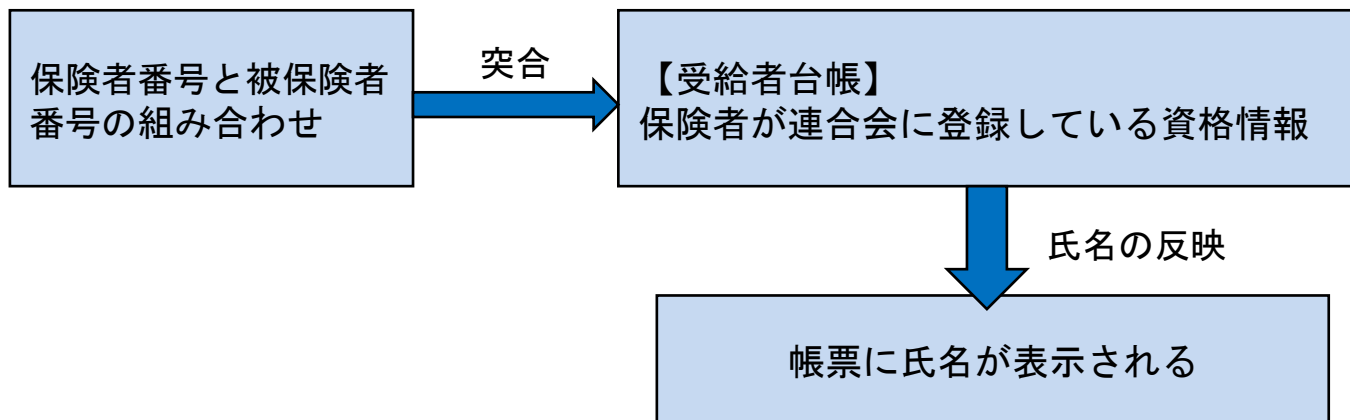 保険者番号と被保険者
番号の組み合わせ
突合
【受給者台帳】
保険者が連合会に登録している資格情報
氏名の反映
帳票に氏名が表示される